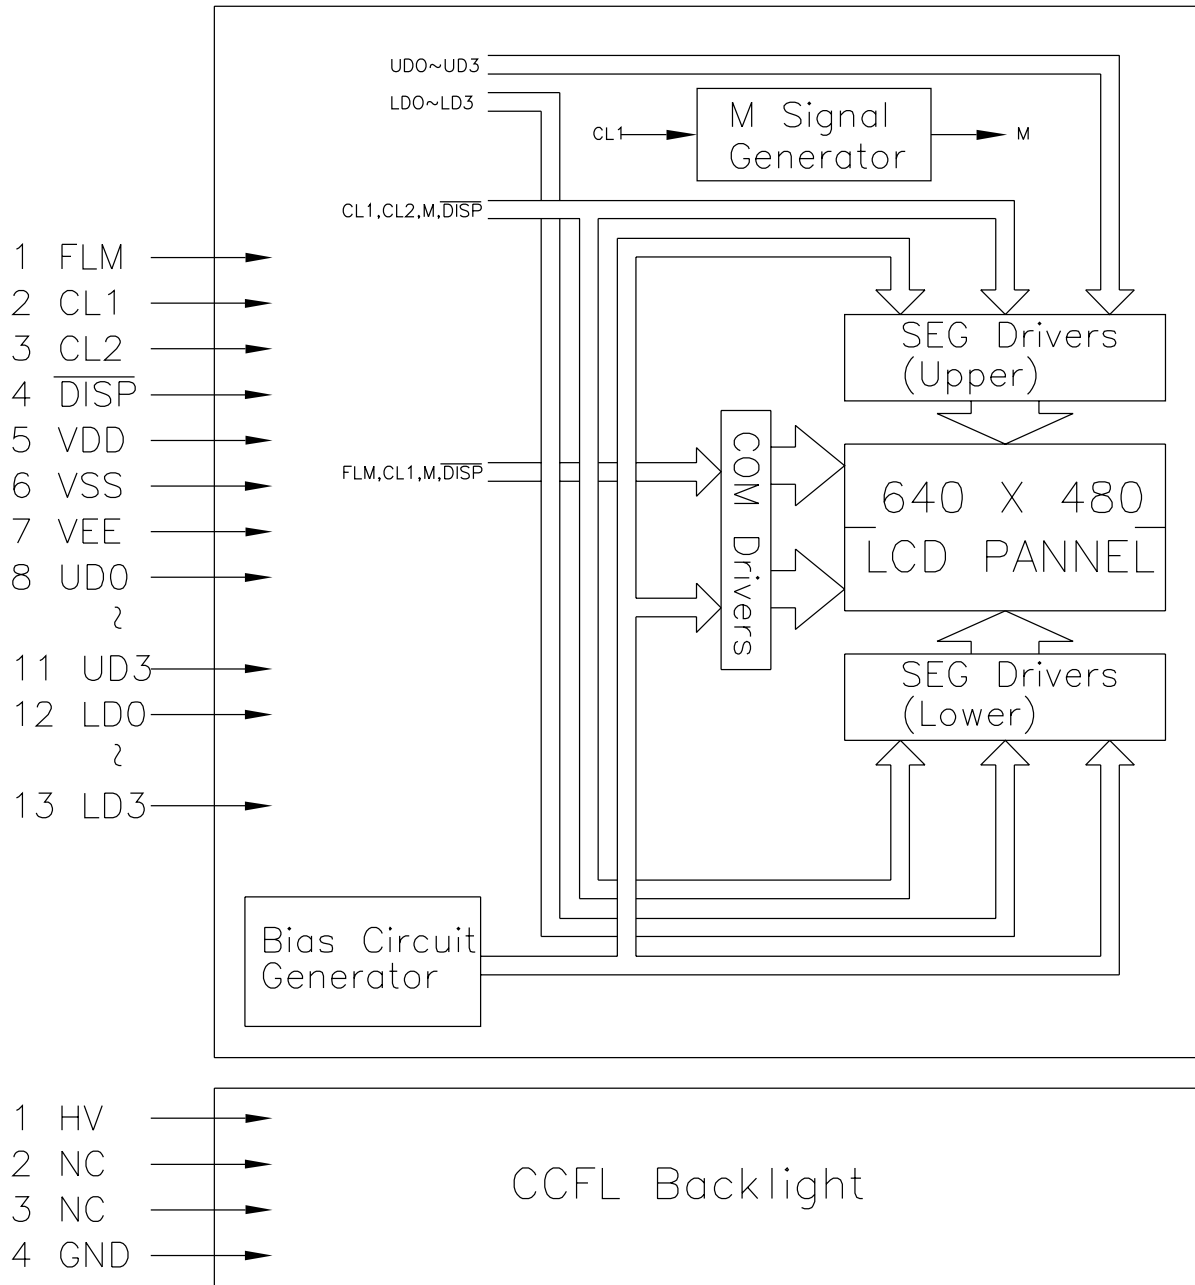 UD0~UD3
LD0~LD3
M Signal
Generator
CL1
M
CL1,CL2,M,DISP
1 FLM
2 CL1
3 CL2
4 DISP
5 VDD
6 VSS
7 VEE
8 UD0
~
11 UD3
12 LD0
~
13 LD3
SEG Drivers
(Upper)
FLM,CL1,M,DISP
COM Drivers
640 X 480
LCD PANNEL
SEG Drivers
(Lower)
Bias Circuit
Generator
1 HV
2 NC
3 NC
4 GND
CCFL Backlight